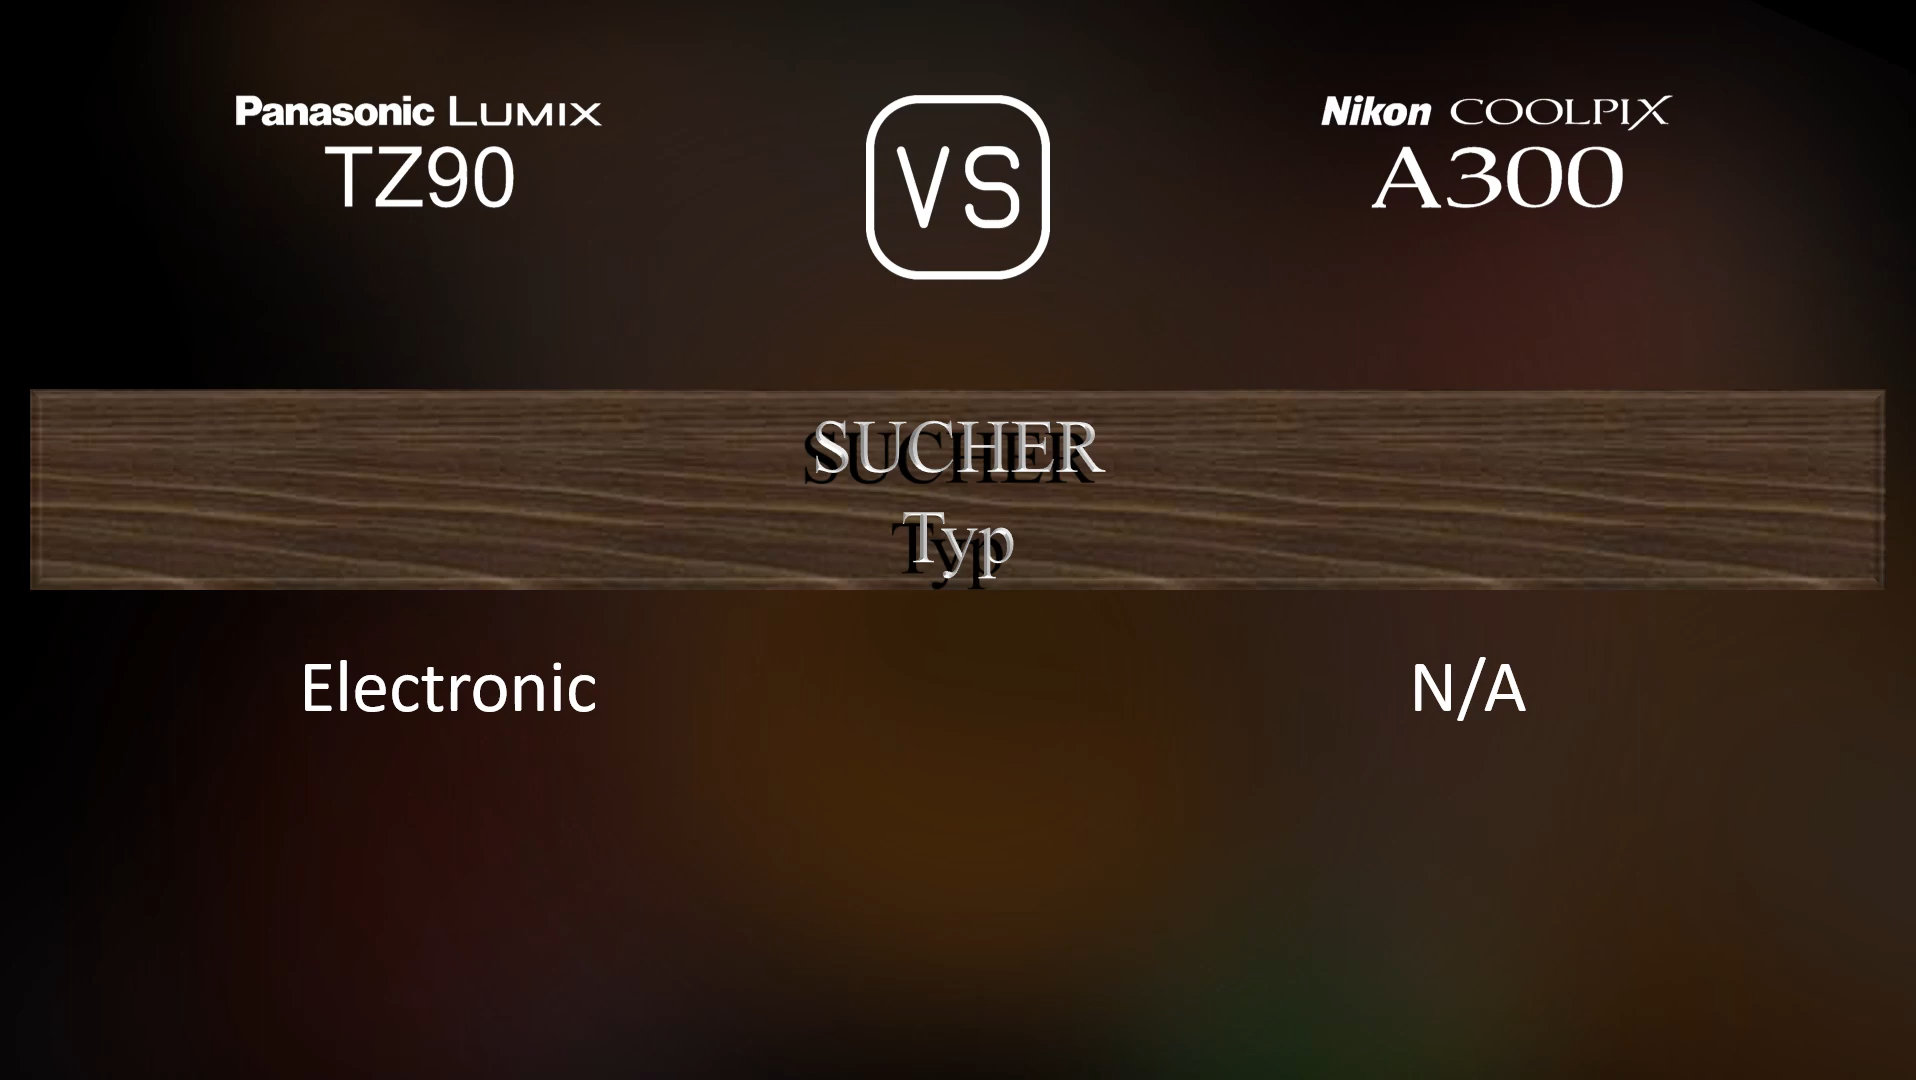 Panasonic LUMIX
TZ90
VS
Nikon COOLPIX
A300
SUCHER
Typ
Electronic
N/A